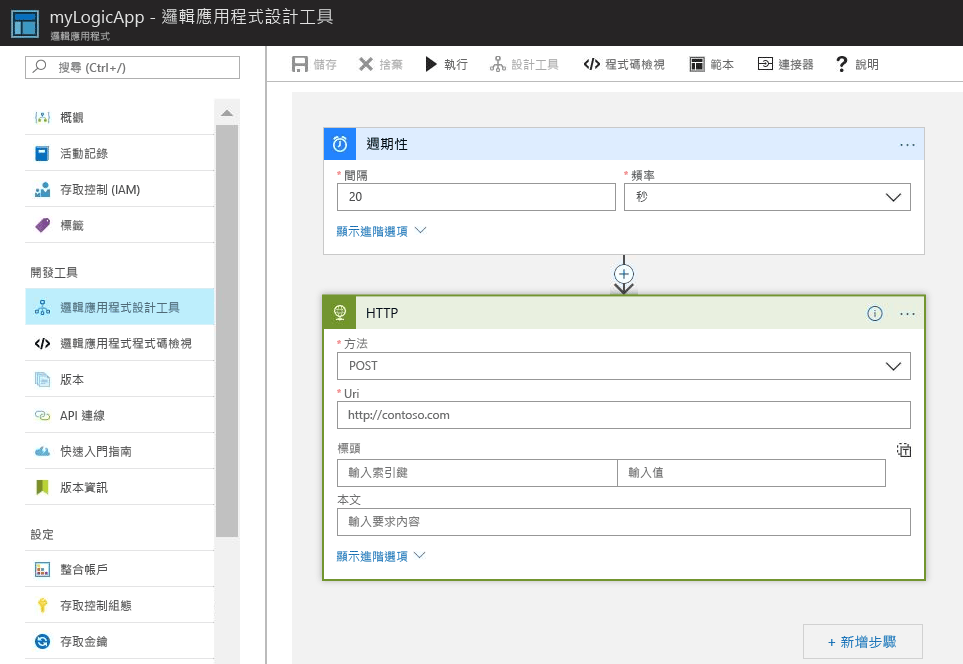 myLogicApp - 邏輯應用程式設計工具
邏輯應用程式
搜尋 (Ctrl+/)
概觀
活動記錄
存取控制 (IAM)
標籤
開發工具
邏輯應用程式設計工具
邏輯應用程式程式碼檢視
版本
API 連線
快速入門指南
版本資訊
設定
整合帳戶
存取控制組態
存取金鑰
儲存 捨棄 執行 設計工具 程式碼檢視 範本 連接器 說明
週期性
* 間隔 * 頻率
20 秒
顯示進階選項
HTTP
* 方法
POST
* Uri
http://contoso.com
標頭
輸入索引鍵 輸入值
本文
輸入要求內容
顯示進階選項
+ 新增步驟